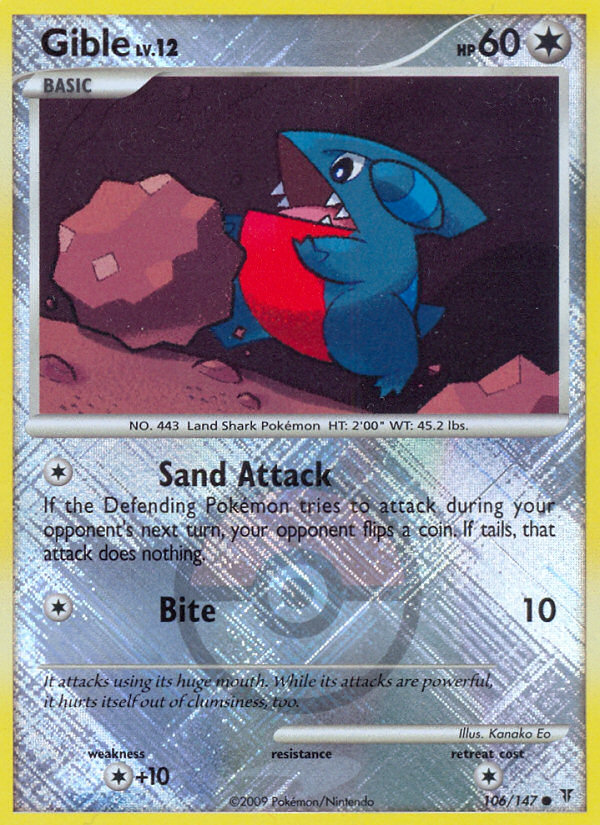 Gible LV.12 HP 60
BASIC
NO. 443 Land Shark Pokémon HT: 2'00" WT: 45.2 lbs.
Sand Attack
If the Defending Pokémon tries to attack during your
opponent's next turn, your opponent flips a coin. If tails, that
attack does nothing.
Bite 10
It attacks using its huge mouth. While its attacks are powerful,
it hurts itself out of clumsiness, too.
Illus. Kanako Eo
weakness resistance retreat cost
+10
©2009 Pokémon/Nintendo 106/147